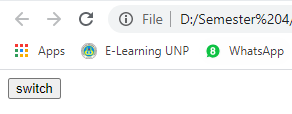 File | D:/Semester%204/
Apps E-Learning UNP WhatsApp
switch